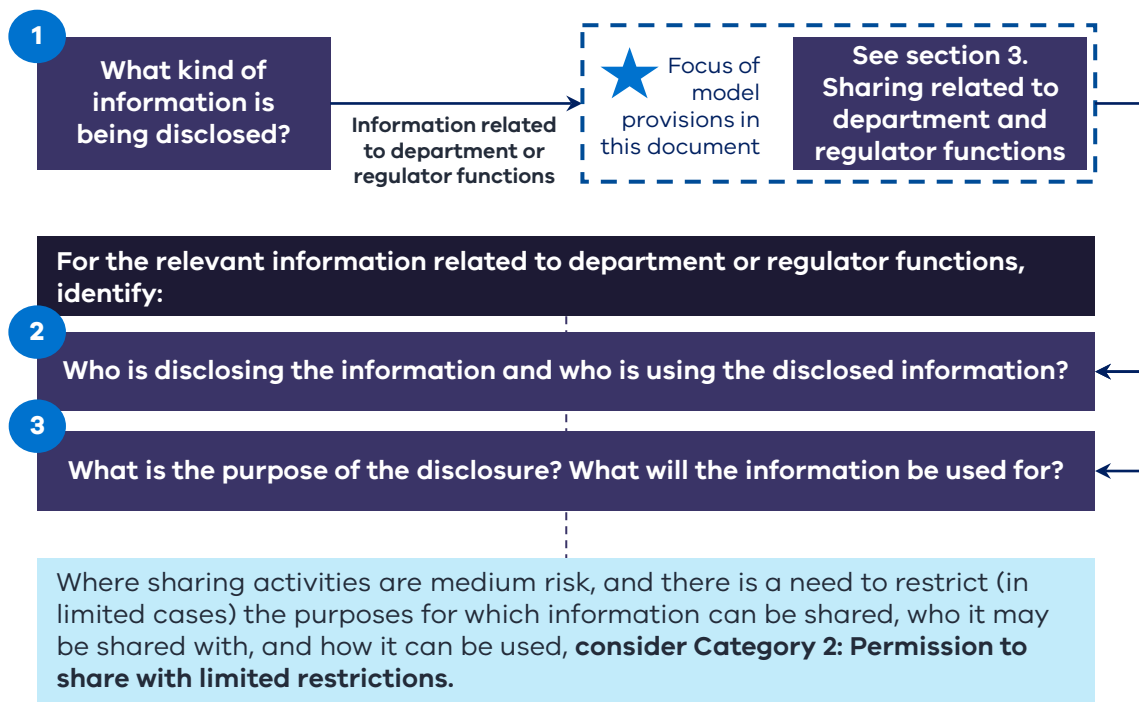 1
What kind of
information is
being disclosed?
Information related
to department or
regulator functions
Focus of
model
provisions in
this document
See section 3.
Sharing related to
department and
regulator functions
For the relevant information related to department or regulator functions,
identify:
2
Who is disclosing the information and who is using the disclosed information?
3
What is the purpose of the disclosure? What will the information be used for?
Where sharing activities are medium risk, and there is a need to restrict (in
limited cases) the purposes for which information can be shared, who it may
be shared with, and how it can be used, consider Category 2: Permission to
share with limited restrictions.